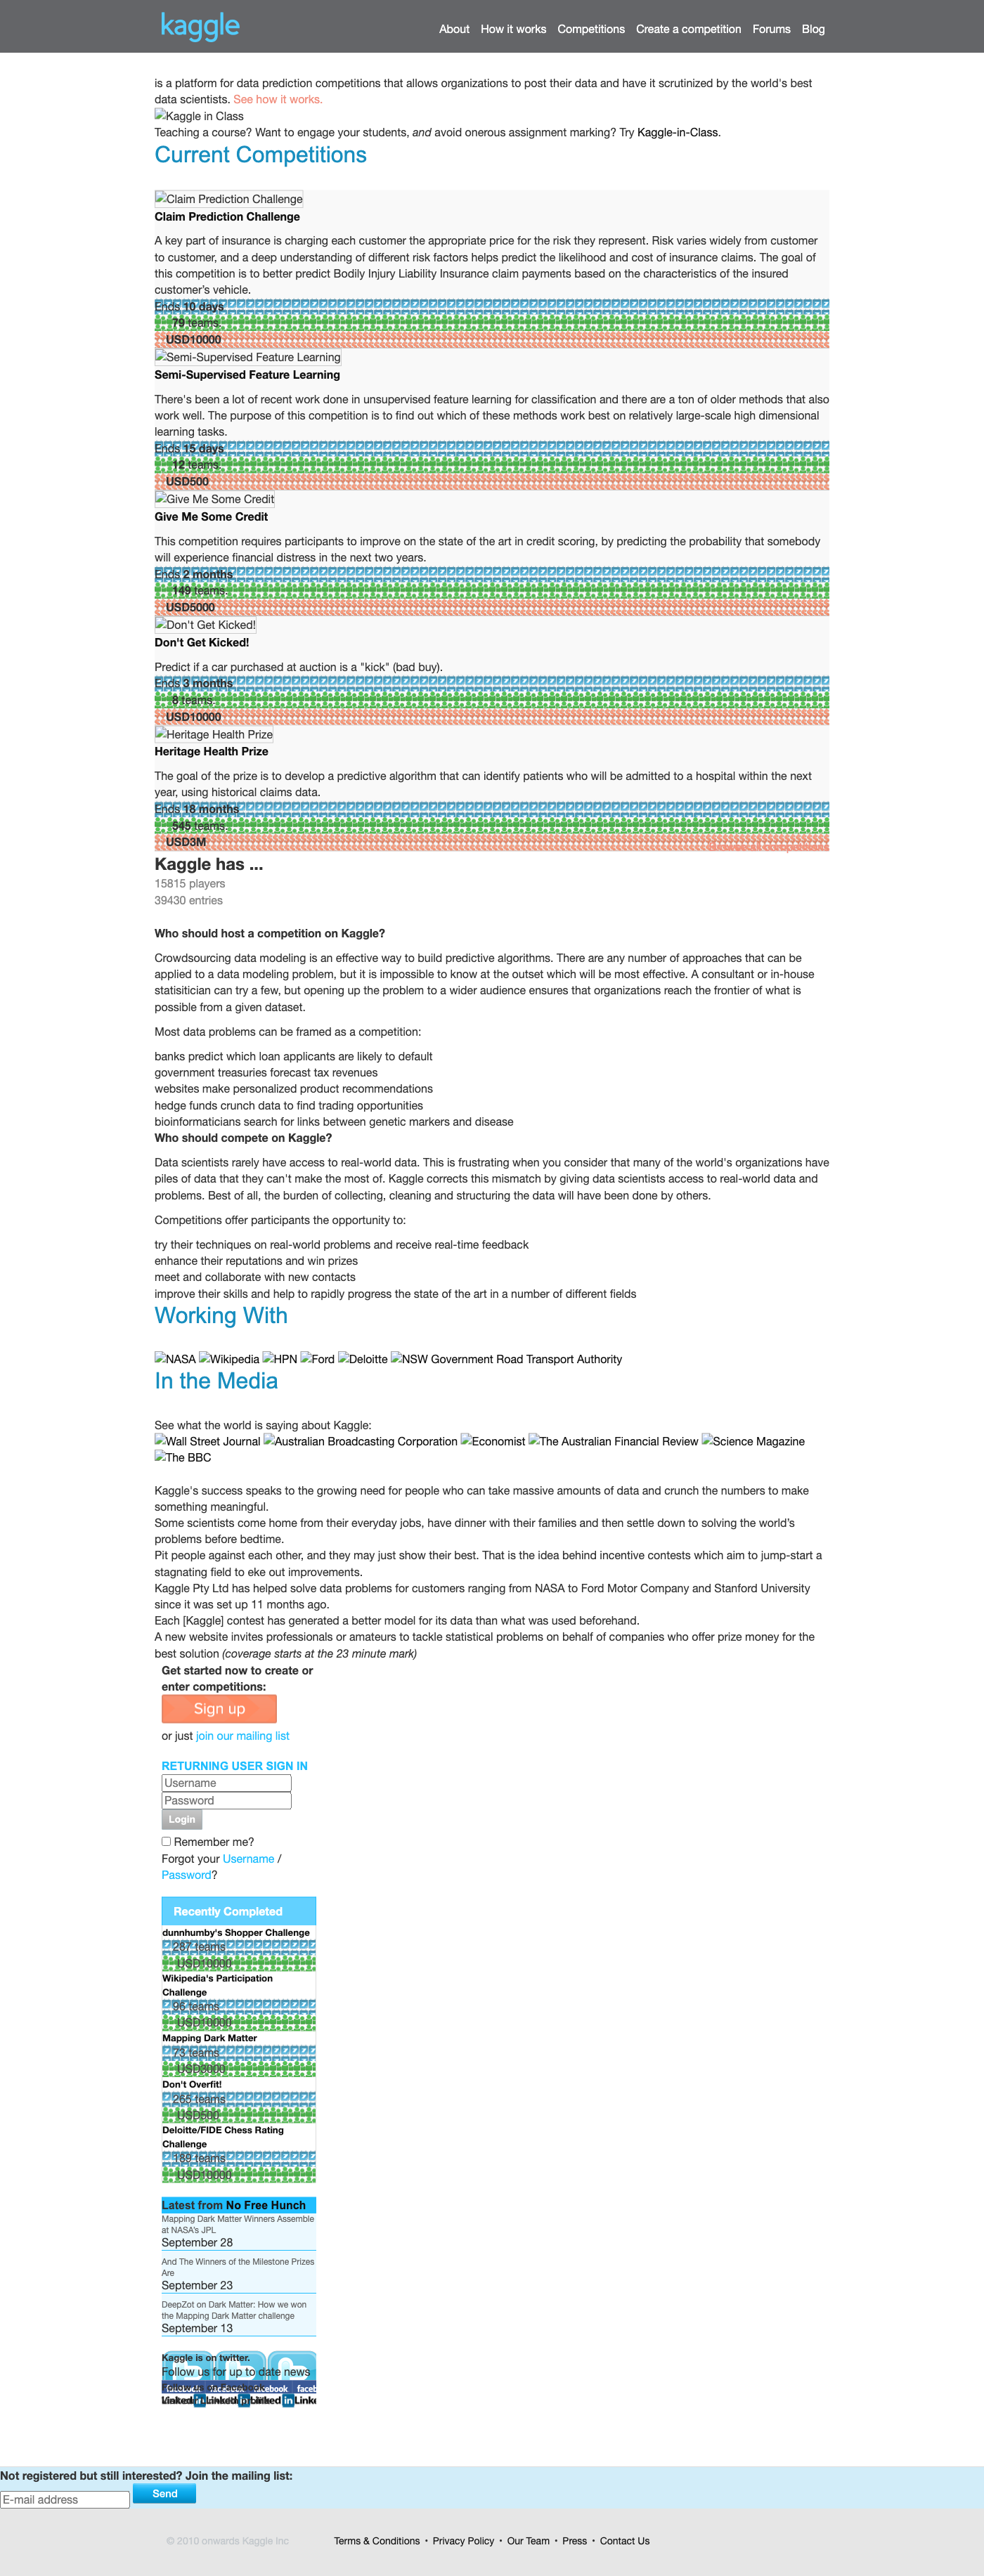 kaggle
About How it works Competitions Create a competition Forums Blog
is a platform for data prediction competitions that allows organizations to post their data and have it scrutinized by the world's best
data scientists. See how it works.
Kaggle in Class
Teaching a course? Want to engage your students, and avoid onerous assignment marking? Try Kaggle-in-Class.
Current Competitions
Claim Prediction Challenge
Claim Prediction Challenge
A key part of insurance is charging each customer the appropriate price for the risk they represent. Risk varies widely from customer
to customer, and a deep understanding of different risk factors helps predict the likelihood and cost of insurance claims. The goal of
this competition is to better predict Bodily Injury Liability Insurance claim payments based on the characteristics of the insured
customer's vehicle.
Ends 10 days
79 teams.
USD10000
Semi-Supervised Feature Learning
Semi-Supervised Feature Learning
There's been a lot of recent work done in unsupervised feature learning for classification and there are a ton of older methods that also
work well. The purpose of this competition is to find out which of these methods work best on relatively large-scale high dimensional
learning tasks.
Ends 15 days
12 teams.
USD500
Give Me Some Credit
Give Me Some Credit
This competition requires participants to improve on the state of the art in credit scoring, by predicting the probability that somebody
will experience financial distress in the next two years.
Ends 2 months
149 teams.
USD5000
Don't Get Kicked!
Don't Get Kicked!
Predict if a car purchased at auction is a "kick" (bad buy).
Ends 3 months
8 teams.
USD10000
Heritage Health Prize
Heritage Health Prize
The goal of the prize is to develop a predictive algorithm that can identify patients who will be admitted to a hospital within the next
year, using historical claims data.
Ends 18 months
545 teams.
USD3M
Kaggle has ...
15815 players
39430 entries
Who should host a competition on Kaggle?
Crowdsourcing data modeling is an effective way to build predictive algorithms. There are any number of approaches that can be
applied to a data modeling problem, but it is impossible to know at the outset which will be most effective. A consultant or in-house
statisitician can try a few, but opening up the problem to a wider audience ensures that organizations reach the frontier of what is
possible from a given dataset.
Most data problems can be framed as a competition:
banks predict which loan applicants are likely to default
government treasuries forecast tax revenues
websites make personalized product recommendations
hedge funds crunch data to find trading opportunities
bioinformaticians search for links between genetic markers and disease
Who should compete on Kaggle?
Data scientists rarely have access to real-world data. This is frustrating when you consider that many of the world's organizations have
piles of data that they can't make the most of. Kaggle corrects this mismatch by giving data scientists access to real-world data and
problems. Best of all, the burden of collecting, cleaning and structuring the data will have been done by others.
Competitions offer participants the opportunity to:
try their techniques on real-world problems and receive real-time feedback
enhance their reputations and win prizes
meet and collaborate with new contacts
improve their skills and help to rapidly progress the state of the art in a number of different fields
Working With
NASA Wikipedia HPN Ford Deloitte NSW Government Road Transport Authority
In the Media
See what the world is saying about Kaggle:
Wall Street Journal Australian Broadcasting Corporation Economist The Australian Financial Review Science Magazine
The BBC
Kaggle's success speaks to the growing need for people who can take massive amounts of data and crunch the numbers to make
something meaningful.
Some scientists come home from their everyday jobs, have dinner with their families and then settle down to solving the world's
problems before bedtime.
Pit people against each other, and they may just show their best. That is the idea behind incentive contests which aim to jump-start a
stagnating field to eke out improvements.
Kaggle Pty Ltd has helped solve data problems for customers ranging from NASA to Ford Motor Company and Stanford University
since it was set up 11 months ago.
Each [Kaggle] contest has generated a better model for its data than what was used beforehand.
A new website invites professionals or amateurs to tackle statistical problems on behalf of companies who offer prize money for the
best solution (coverage starts at the 23 minute mark)
Get started now to create or
enter competitions:
Sign up
or just join our mailing list
RETURNING USER SIGN IN
Username
Password
Login
Remember me?
Forgot your Username /
Password?
Recently Completed
dunnhumby's Shopper Challenge
287 teams
USD10000
Wikipedia's Participation
Challenge
96 teams
USD10000
Mapping Dark Matter
73 teams
USD3000
Don't Overfit!
265 teams
USD500
Deloitte/FIDE Chess Rating
Challenge
189 teams
USD10000
Latest from No Free Hunch
Mapping Dark Matter Winners Assemble
at NASA's JPL
September 28
And The Winners of the Milestone Prizes
Are
September 23
DeepZot on Dark Matter: How we won
the Mapping Dark Matter challenge
September 13
Kaggle is on twitter.
Follow us for up to date news
Not registered but still interested? Join the mailing list:
E-mail address
Send
© 2010 onwards Kaggle Inc
Terms & Conditions • Privacy Policy • Our Team • Press • Contact Us